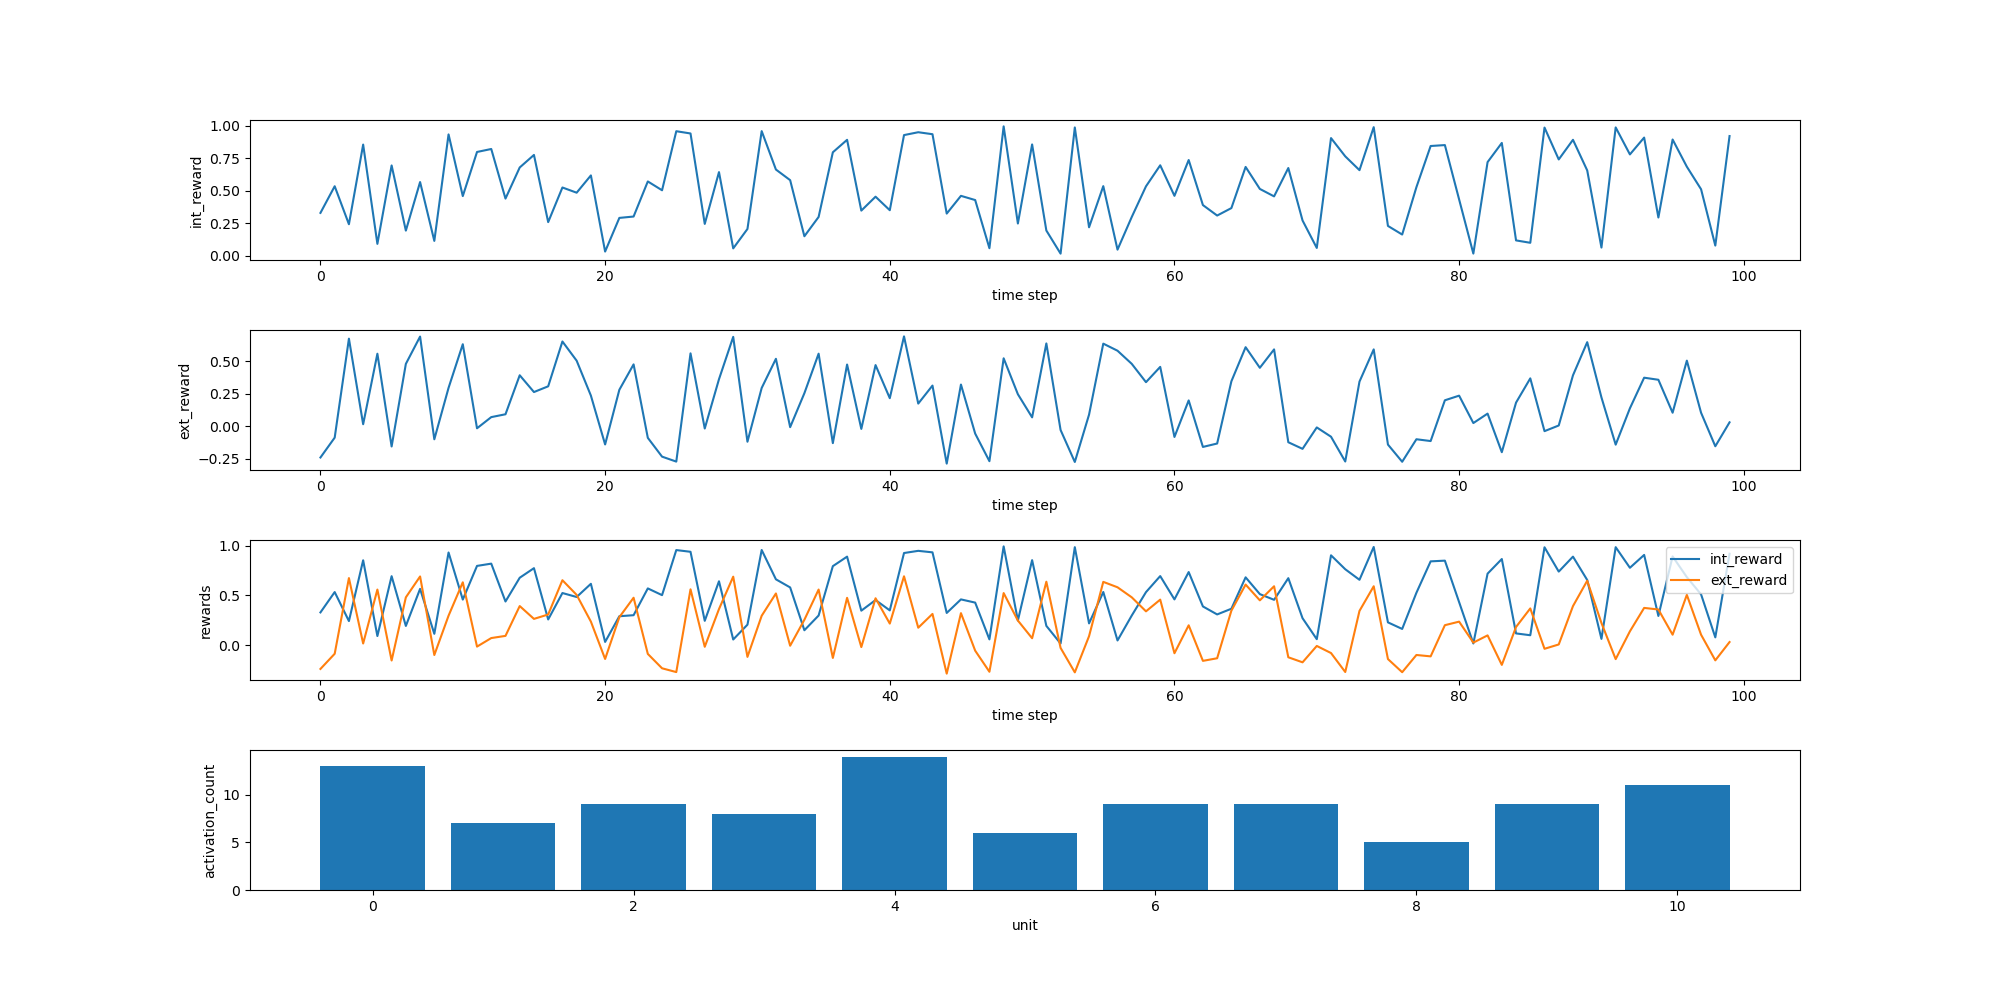 1.00
0.75
0.50
0.25
0.00
int_reward
0 20 40 60 80 100
time step
0.50
0.25
0.00
−0.25
ext_reward
0 20 40 60 80 100
time step
1.0
0.5
0.0
rewards
int_reward
ext_reward
0 20 40 60 80 100
time step
10
5
0
activation_count
0 2 4 6 8 10
unit